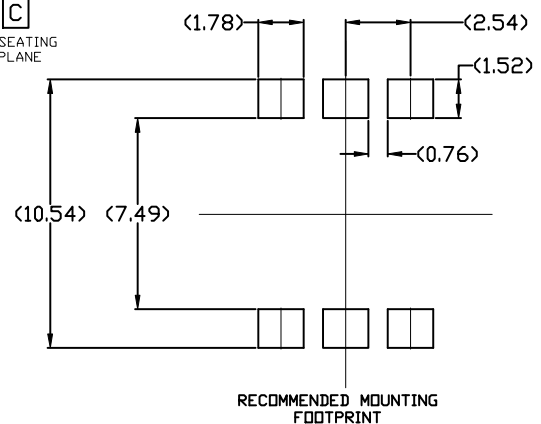 C
SEATING
PLANE
(1.78)
(2.54)
(1.52)
(0.76)
(10.54)
(7.49)
RECOMMENDED MOUNTING
FOOTPRINT